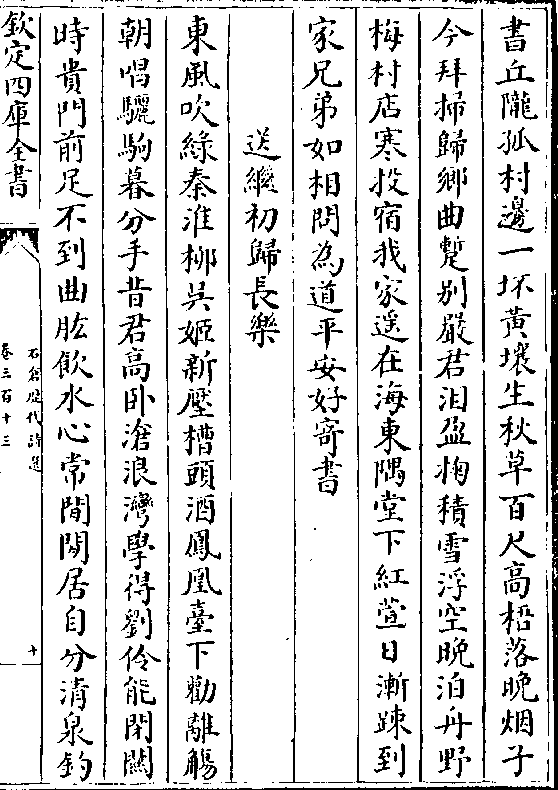 書丘隴孤村邊一坏黃壤生秋草百尺高梧落晚烟子
今拜掃歸鄉曲蹔别嚴君泪盈掬積雪浮空晚泊舟野
梅村店寒投宿我家遥在海東隅堂下紅萱日漸踈到
家兄弟如相問為道平安好寄書
送繼初歸長樂
東風吹綠秦淮栁吳姬新壓槽頭酒鳳凰臺下勸離觴
朝唱驪駒暮分手昔君高卧滄浪灣學得劉伶能閉關
時貴門前足不到曲肱飲水心常閒閒居自分清泉釣
欽定四庫全書
石倉歷代詩選
卷三百十三
十